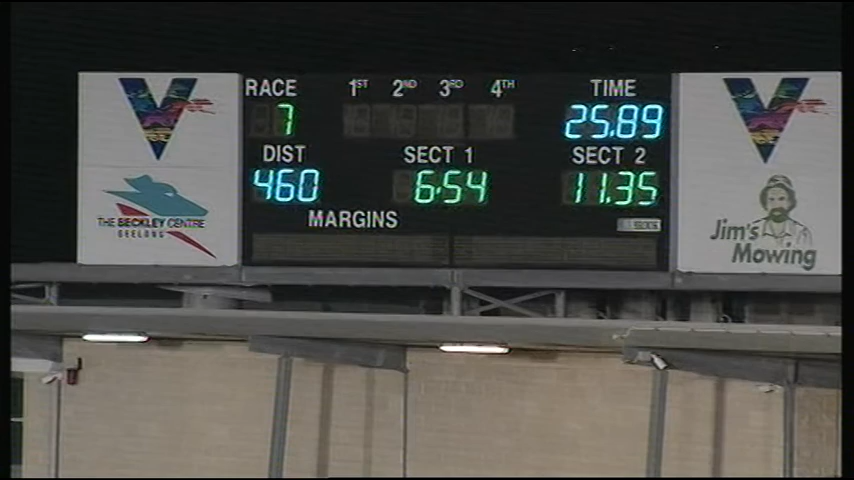 RACE 1ST 2ND 3RD 4TH TIME
7 25.89
DIST SECT 1 SECT 2
460 6.54 11.35
MARGINS
V
THE BECKLEY CENTRE
GEELONG
V
Jim's
Mowing